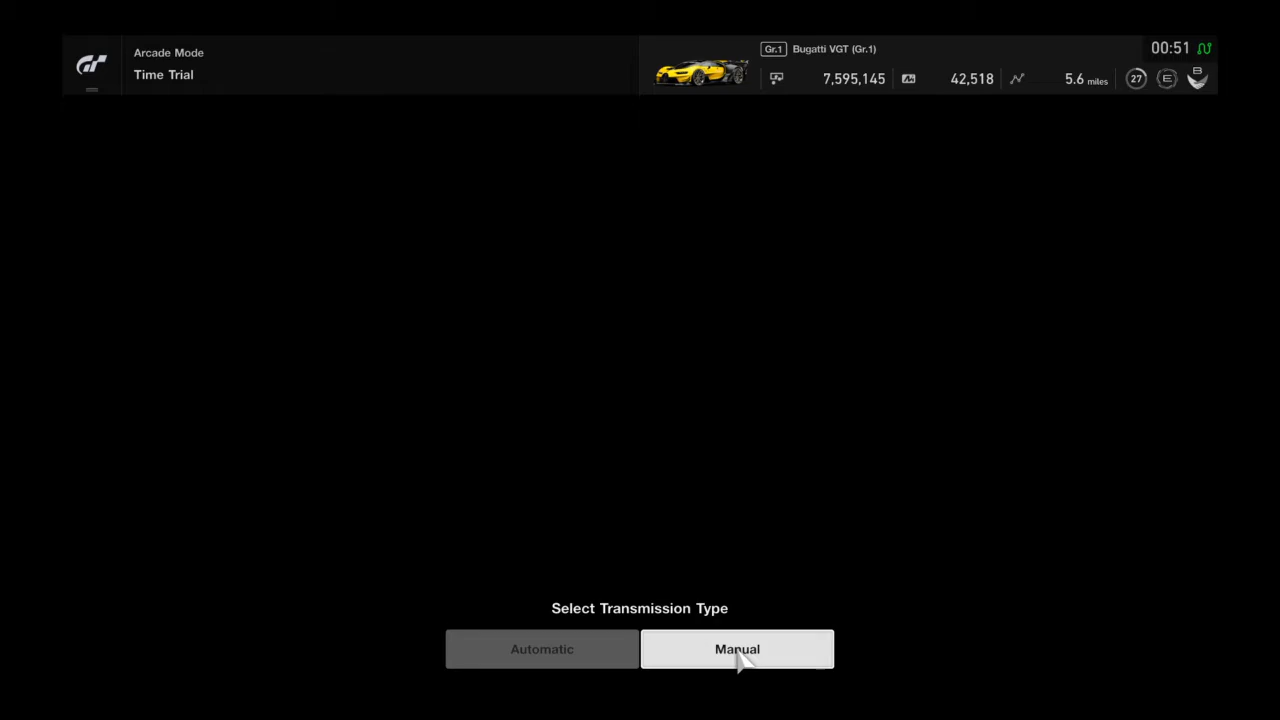 Arcade Mode
Time Trial
Gr.1 Bugatti VGT (Gr.1)
00:51
7,595,145 42,518 5.6 miles 27 E B
Select Transmission Type
Automatic Manual